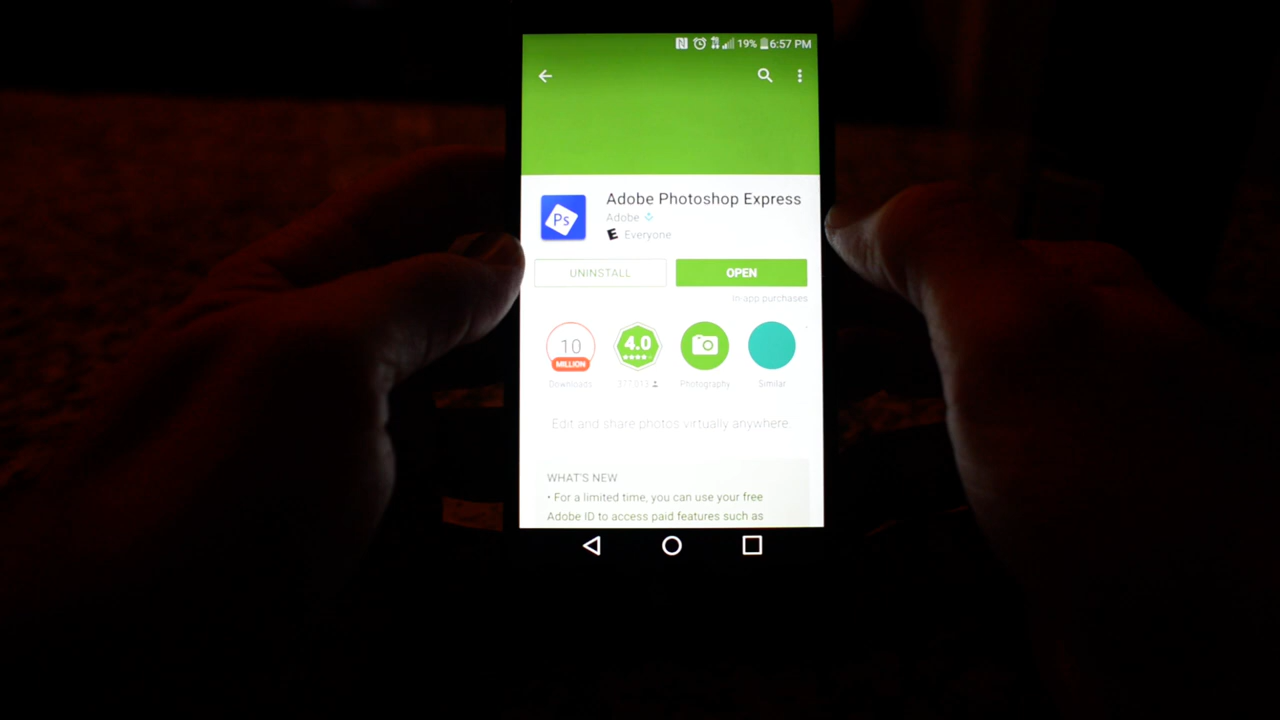 19% 6:57 PM
Ps
Adobe Photoshop Express
Adobe
E Everyone
UNINSTALL
OPEN
In-app purchases
10
MILLION
4.0
Downloads
Photography
Similar
Edit and share photos virtually anywhere.
WHAT'S NEW
• For a limited time, you can use your free
Adobe ID to access paid features such as